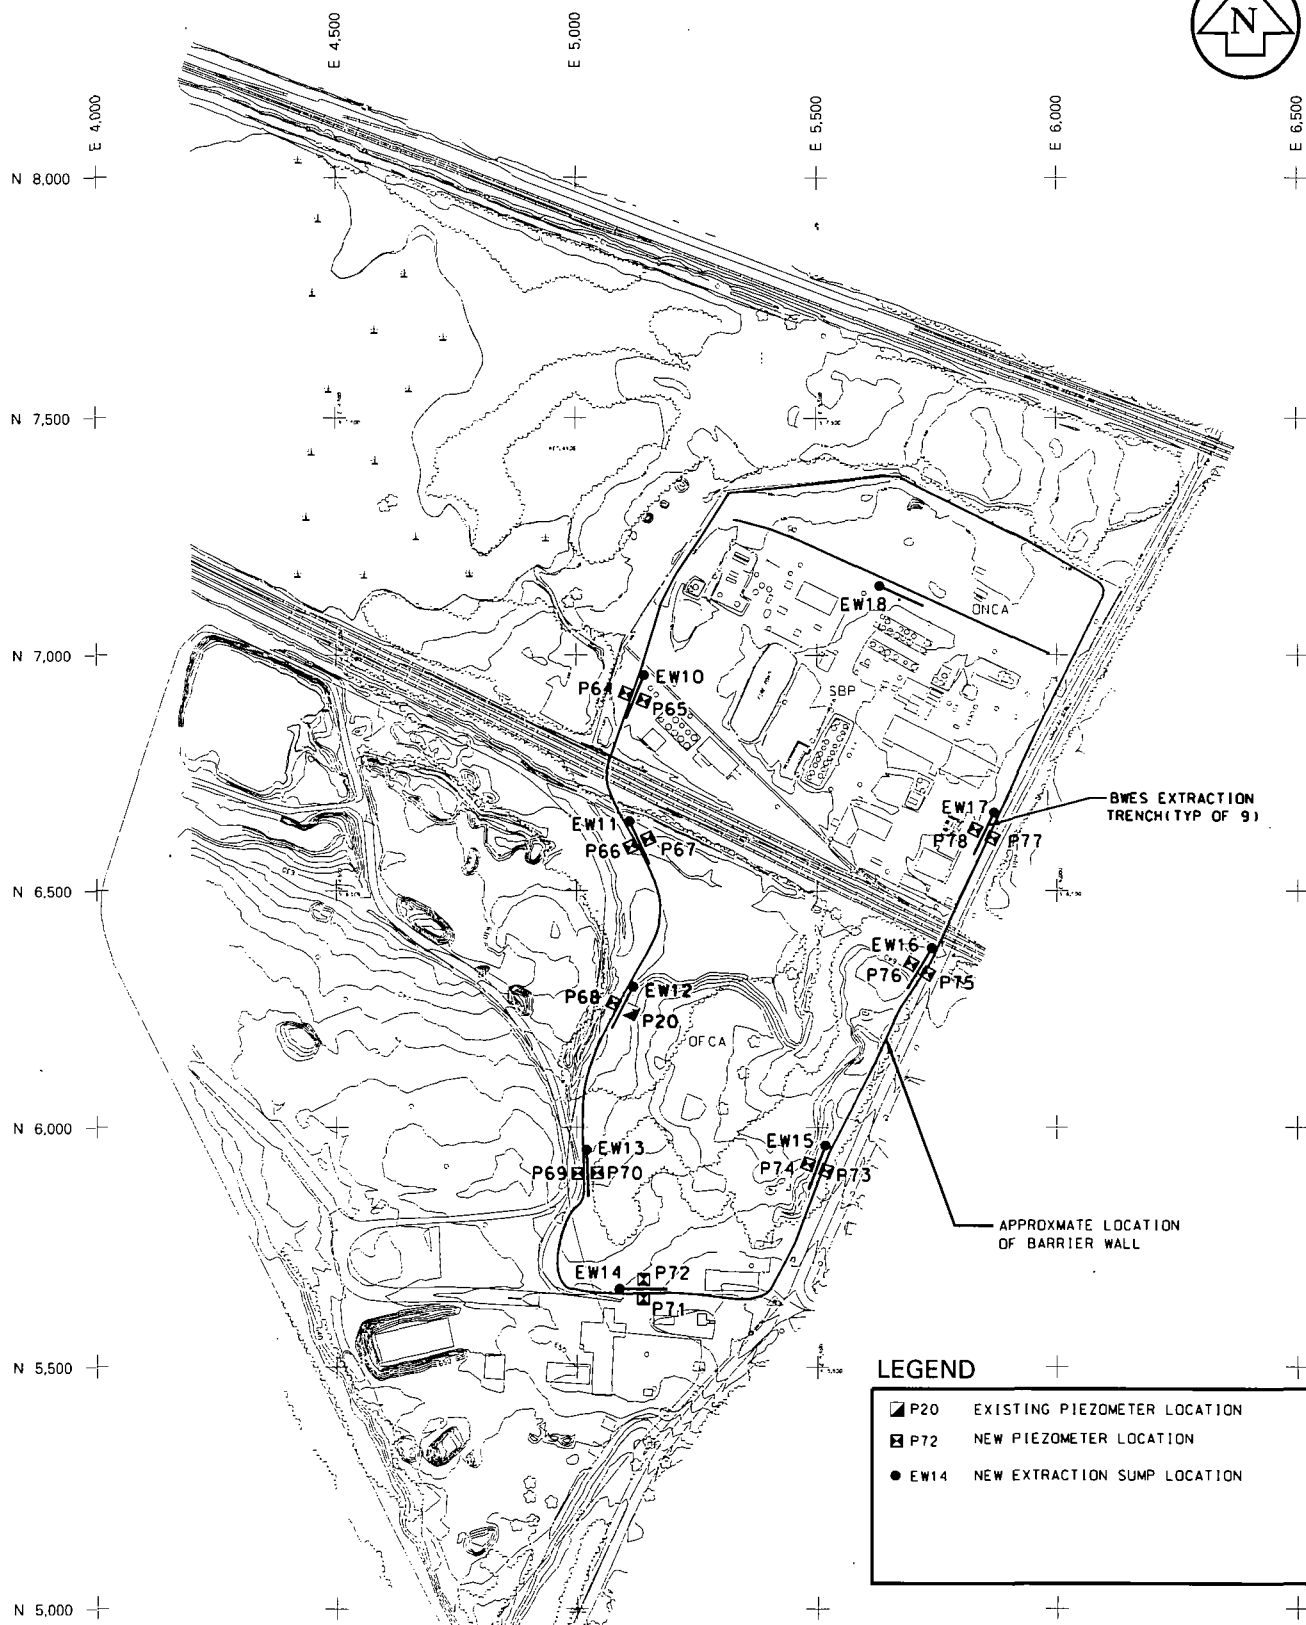 N
E 4,000
E 4,500
E 5,000
E 5,500
E 6,000
E 6,500
N 8,000
N 7,500
WETLANDS
EW18
ONCA
N 7,000
EW10
P64
P65
SBP
EW17
BWES EXTRACTION
TRENCH(TYP OF 9)
P78
P77
EW11
P66
P67
N 6,500
EW16
P76
P75
EW12
P68
P20
OFCA
N 6,000
EW13
P69
P70
EW15
P74
P73
APPROXMATE LOCATION
OF BARRIER WALL
EW14
P72
P71
N 5,500
LEGEND
P20 EXISTING PIEZOMETER LOCATION
P72 NEW PIEZOMETER LOCATION
EW14 NEW EXTRACTION SUMP LOCATION
N 5,000